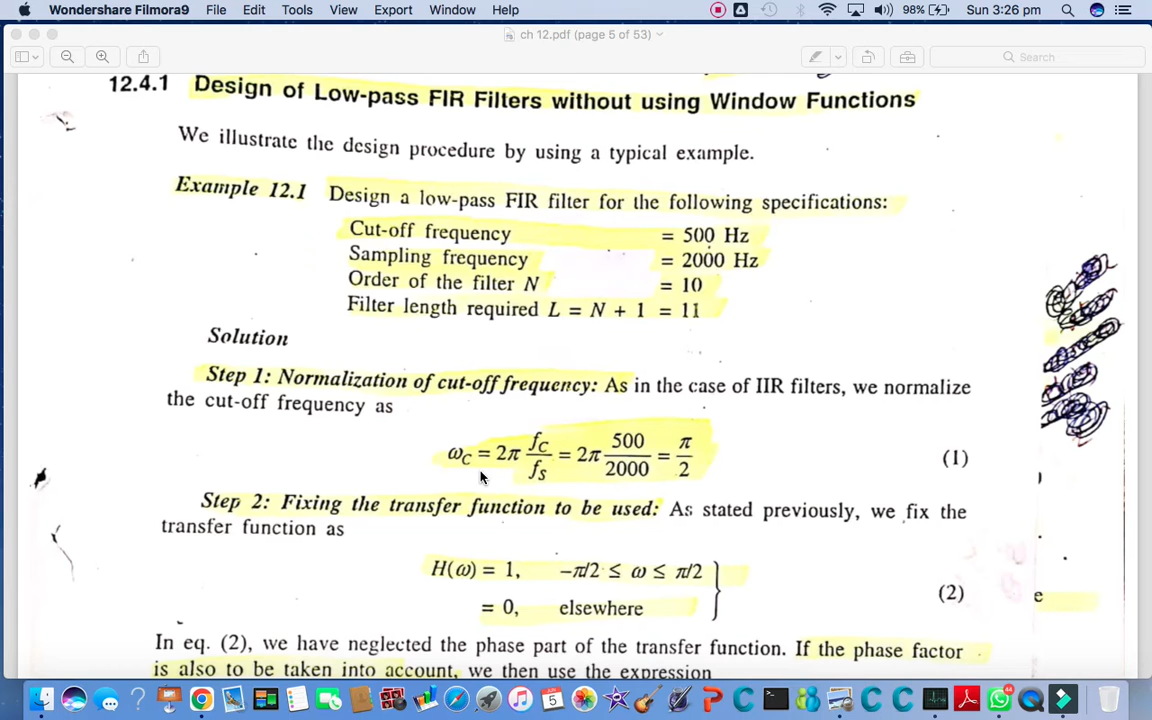 Wondershare Filmora9 File Edit Tools View Export Window Help 98% Sun 3:26 pm
ch 12.pdf (page 5 of 53)
Search
12.4.1 Design of Low-pass FIR Filters without using Window Functions
We illustrate the design procedure by using a typical example.
Example 12.1 Design a low-pass FIR filter for the following specifications:
Cut-off frequency = 500 Hz
Sampling frequency = 2000 Hz
Order of the filter N = 10
Filter length required L = N + 1 = 11
Solution
Step 1: Normalization of cut-off frequency: As in the case of IIR filters, we normalize
the cut-off frequency as
ω_C = 2π f_C/f_S = 2π 500/2000 = π/2 (1)
Step 2: Fixing the transfer function to be used: As stated previously, we fix the
transfer function as
H(ω) = 1, −π/2 ≤ ω ≤ π/2
= 0, elsewhere (2)
e
In eq. (2), we have neglected the phase part of the transfer function. If the phase factor
is also to be taken into account, we then use the expression